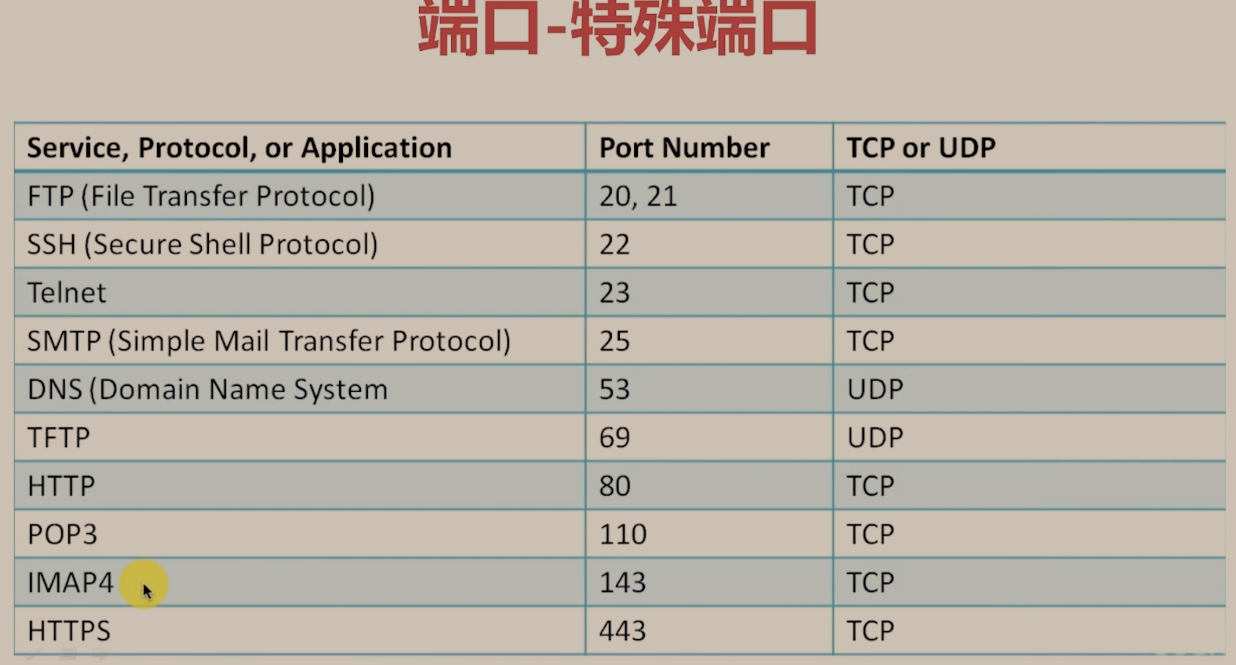 端口-特殊端口
Service, Protocol, or Application Port Number TCP or UDP
FTP (File Transfer Protocol) 20, 21 TCP
SSH (Secure Shell Protocol) 22 TCP
Telnet 23 TCP
SMTP (Simple Mail Transfer Protocol) 25 TCP
DNS (Domain Name System 53 UDP
TFTP 69 UDP
HTTP 80 TCP
POP3 110 TCP
IMAP4 143 TCP
HTTPS 443 TCP